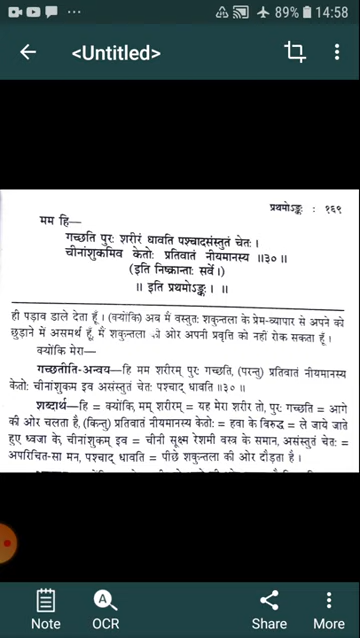 89% 14:58
<Untitled>
प्रथमोऽङ्कः : १६९
मम हि—
गच्छति पुरः शरीरं धावति पश्चादसंस्तुतं चेतः ।
चीनांशुकमिव केतोः प्रतिवातं नीयमानस्य ॥३०॥
(इति निष्क्रान्ताः सर्वे।)
॥ इति प्रथमोऽङ्कः। ॥
ही पड़ाव डाले देता हूँ। (क्योंकि) अब मैं वस्तुतः शकुन्तला के प्रेम-व्यापार से अपने को
छुड़ाने में असमर्थ हूँ, मैं शकुन्तला की ओर अपनी प्रवृत्ति को नहीं रोक सकता हूँ।
क्योंकि मेरा—
गच्छतीति-अन्वय— हि मम शरीरम् पुरः गच्छति, (परन्तु) प्रतिवातं नीयमानस्य
केतोः चीनांशुकम् इव असंस्तुतं चेतः पश्चाद् धावति ॥३०॥
शब्दार्थ— हि = क्योंकि, मम् शरीरम् = यह मेरा शरीर तो, पुरः गच्छति = आगे
की ओर चलता है, (किन्तु) प्रतिवातं नीयमानस्य केतोः = हवा के विरुद्ध = ले जाये जाते
हुए ध्वजा के, चीनांशुकम् इव = चीनी सूक्ष्म रेशमी वस्त्र के समान, असंस्तुतं चेतः =
अपरिचित-सा मन, पश्चाद् धावति = पीछे शकुन्तला की ओर दौड़ता है।
Note OCR Share More